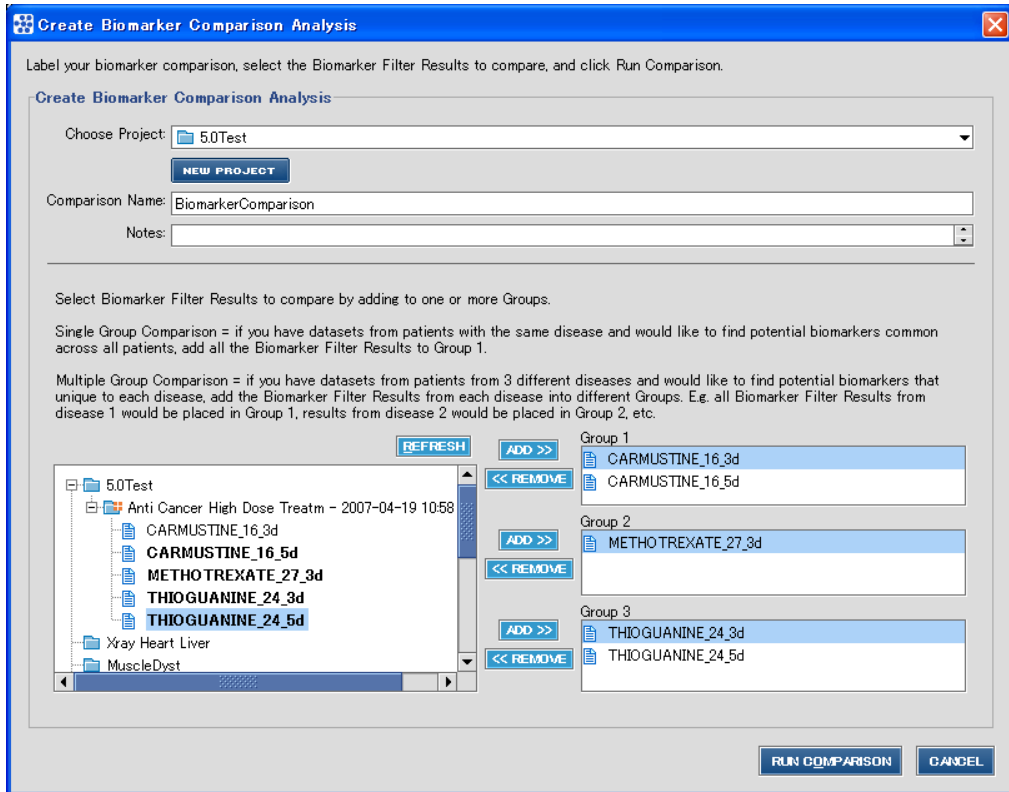 Create Biomarker Comparison Analysis
Label your biomarker comparison, select the Biomarker Filter Results to compare, and click Run Comparison.
Create Biomarker Comparison Analysis
Choose Project: 5.0Test
NEW PROJECT
Comparison Name: BiomarkerComparison
Notes:
Select Biomarker Filter Results to compare by adding to one or more Groups.
Single Group Comparison = if you have datasets from patients with the same disease and would like to find potential biomarkers common
across all patients, add all the Biomarker Filter Results to Group 1.
Multiple Group Comparison = if you have datasets from patients from 3 different diseases and would like to find potential biomarkers that
unique to each disease, add the Biomarker Filter Results from each disease into different Groups. E.g. all Biomarker Filter Results from
disease 1 would be placed in Group 1, results from disease 2 would be placed in Group 2, etc.
REFRESH
5.0Test
Anti Cancer High Dose Treatm - 2007-04-19 10:58
CARMUSTINE_16_3d
CARMUSTINE_16_5d
METHOTREXATE_27_3d
THIOGUANINE_24_3d
THIOGUANINE_24_5d
Xray Heart Liver
MuscleDyst
ADD >>
<< REMOVE
Group 1
CARMUSTINE_16_3d
CARMUSTINE_16_5d
ADD >>
<< REMOVE
Group 2
METHOTREXATE_27_3d
ADD >>
<< REMOVE
Group 3
THIOGUANINE_24_3d
THIOGUANINE_24_5d
RUN COMPARISON
CANCEL